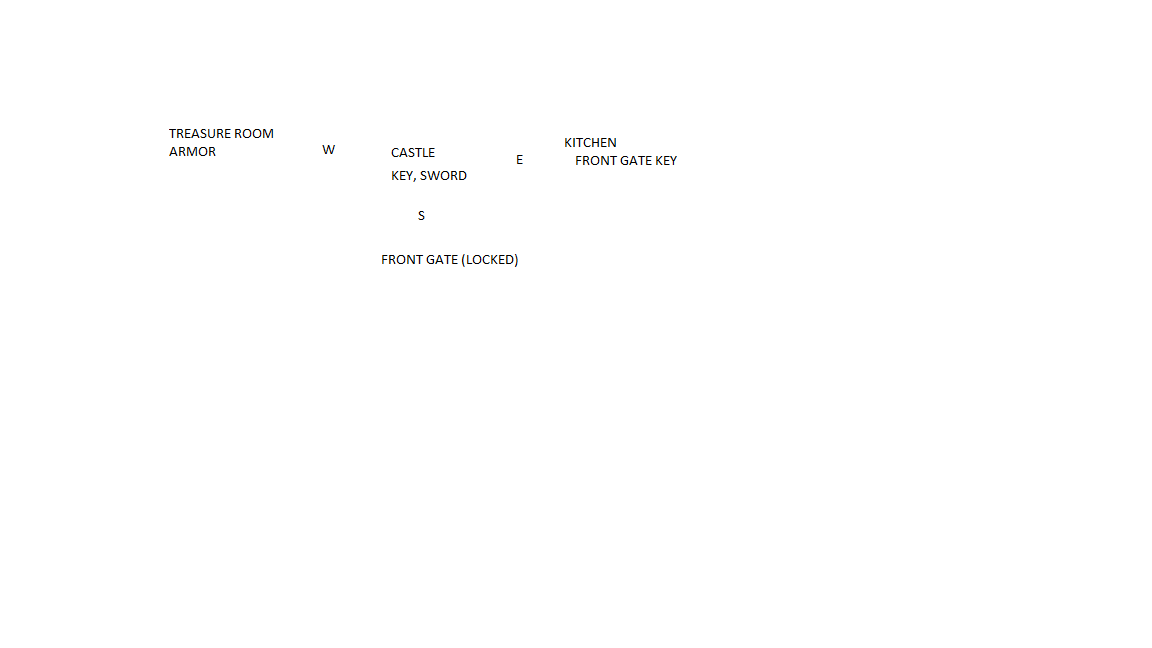 TREASURE ROOM
ARMOR
W
CASTLE
KEY, SWORD
E
KITCHEN
FRONT GATE KEY
S
FRONT GATE (LOCKED)